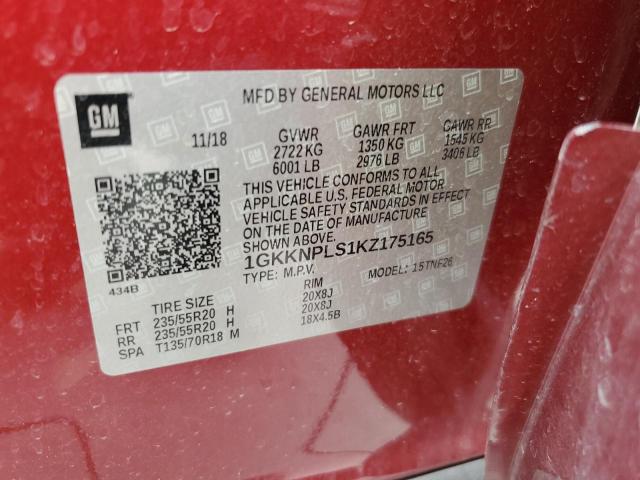 GM
MFD BY GENERAL MOTORS LLC
11/18 GVWR GAWR FRT GAWR RR
2722 KG 1350 KG 1545 KG
6001 LB 2976 LB 3406 LB
THIS VEHICLE CONFORMS TO ALL
APPLICABLE U.S. FEDERAL MOTOR
VEHICLE SAFETY STANDARDS IN EFFECT
ON THE DATE OF MANUFACTURE
SHOWN ABOVE.
1GKKNPLS1KZ175165
434B
TYPE: M.P.V. MODEL: 1STNF26
TIRE SIZE RIM
FRT 235/55R20 H 20X8J
RR 235/55R20 H 20X8J
SPA T135/70R18 M 18X4.5B